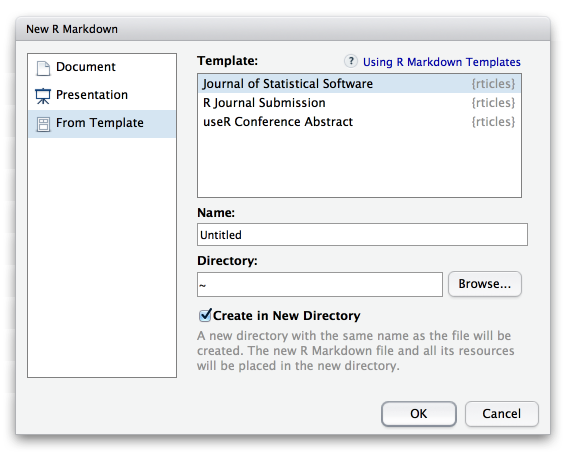 New R Markdown
Document
Presentation
From Template
Template:
? Using R Markdown Templates
Journal of Statistical Software {rticles}
R Journal Submission {rticles}
useR Conference Abstract {rticles}
Name:
Untitled
Directory:
~
Browse...
Create in New Directory
A new directory with the same name as the file will be
created. The new R Markdown file and all its resources
will be placed in the new directory.
OK
Cancel